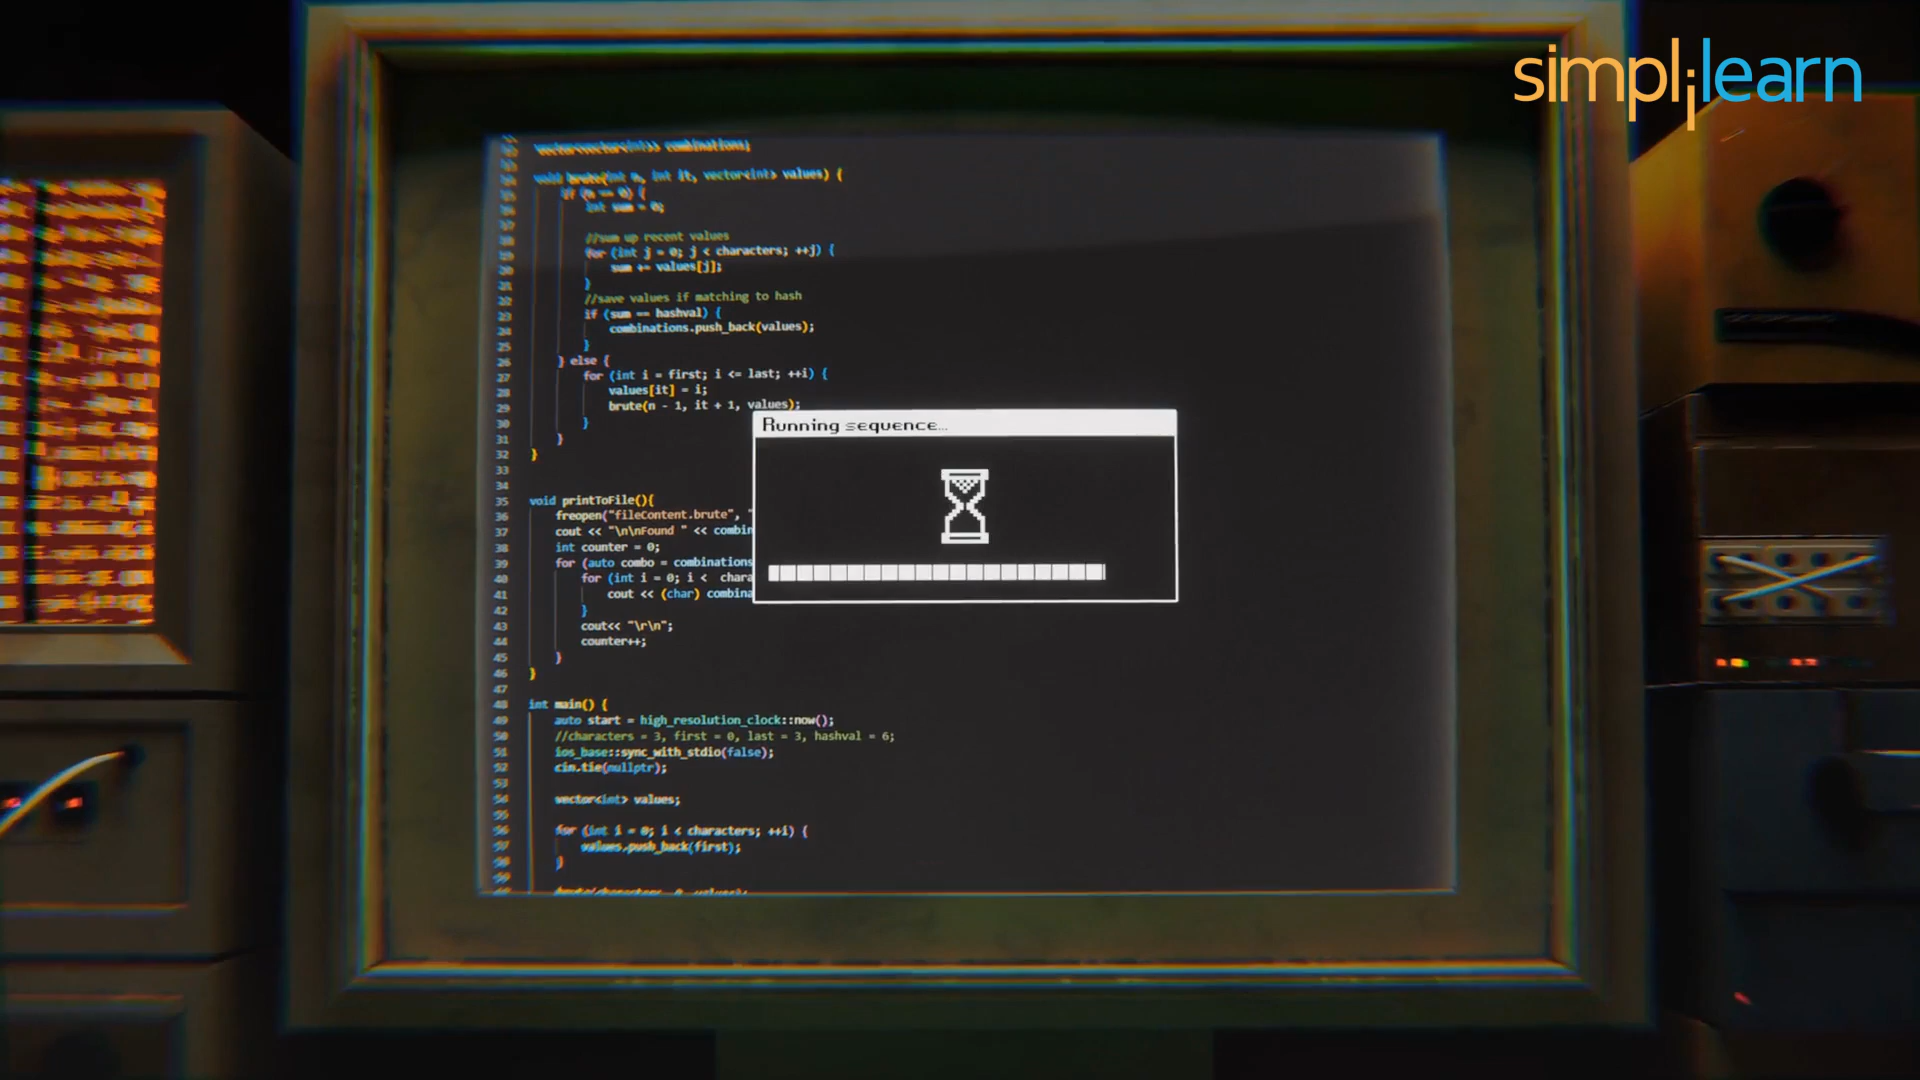 simplilearn
vector<vector<int>> combinations;
void brute(int n, int it, vector<int> values) {
if (n == 0) {
int sum = 0;
//sum up recent values
for (int j = 0; j < characters; ++j) {
sum += values[j];
}
//save values if matching to hash
if (sum == hashval) {
combinations.push_back(values);
}
} else {
for (int i = first; i <= last; ++i) {
values[it] = i;
brute(n - 1, it + 1, values);
}
}
}
Running sequence...
void printToFile(){
freopen("fileContent.brute", "
cout << "\n\nFound " << combin
int counter = 0;
for (auto combo = combinations
for (int i = 0; i < chara
cout << (char) combina
}
cout<< "\r\n";
counter++;
}
}
int main() {
auto start = high_resolution_clock::now();
//characters = 3, first = 0, last = 3, hashval = 6;
ios_base::sync_with_stdio(false);
cin.tie(nullptr);
vector<int> values;
for (int i = 0; i < characters; ++i) {
values.push_back(first);
}